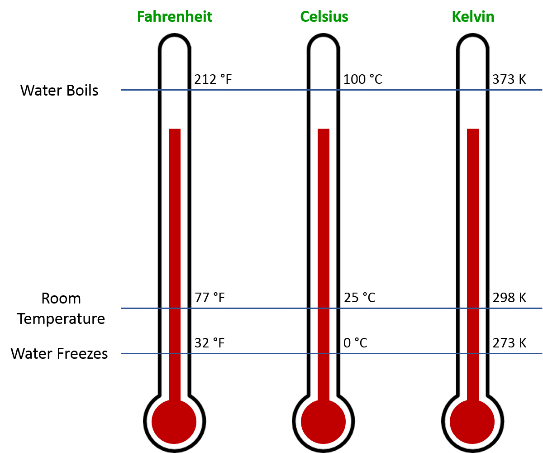 Fahrenheit Celsius Kelvin
Water Boils 212 °F 100 °C 373 K
Room
Temperature
77 °F 25 °C 298 K
Water Freezes 32 °F 0 °C 273 K